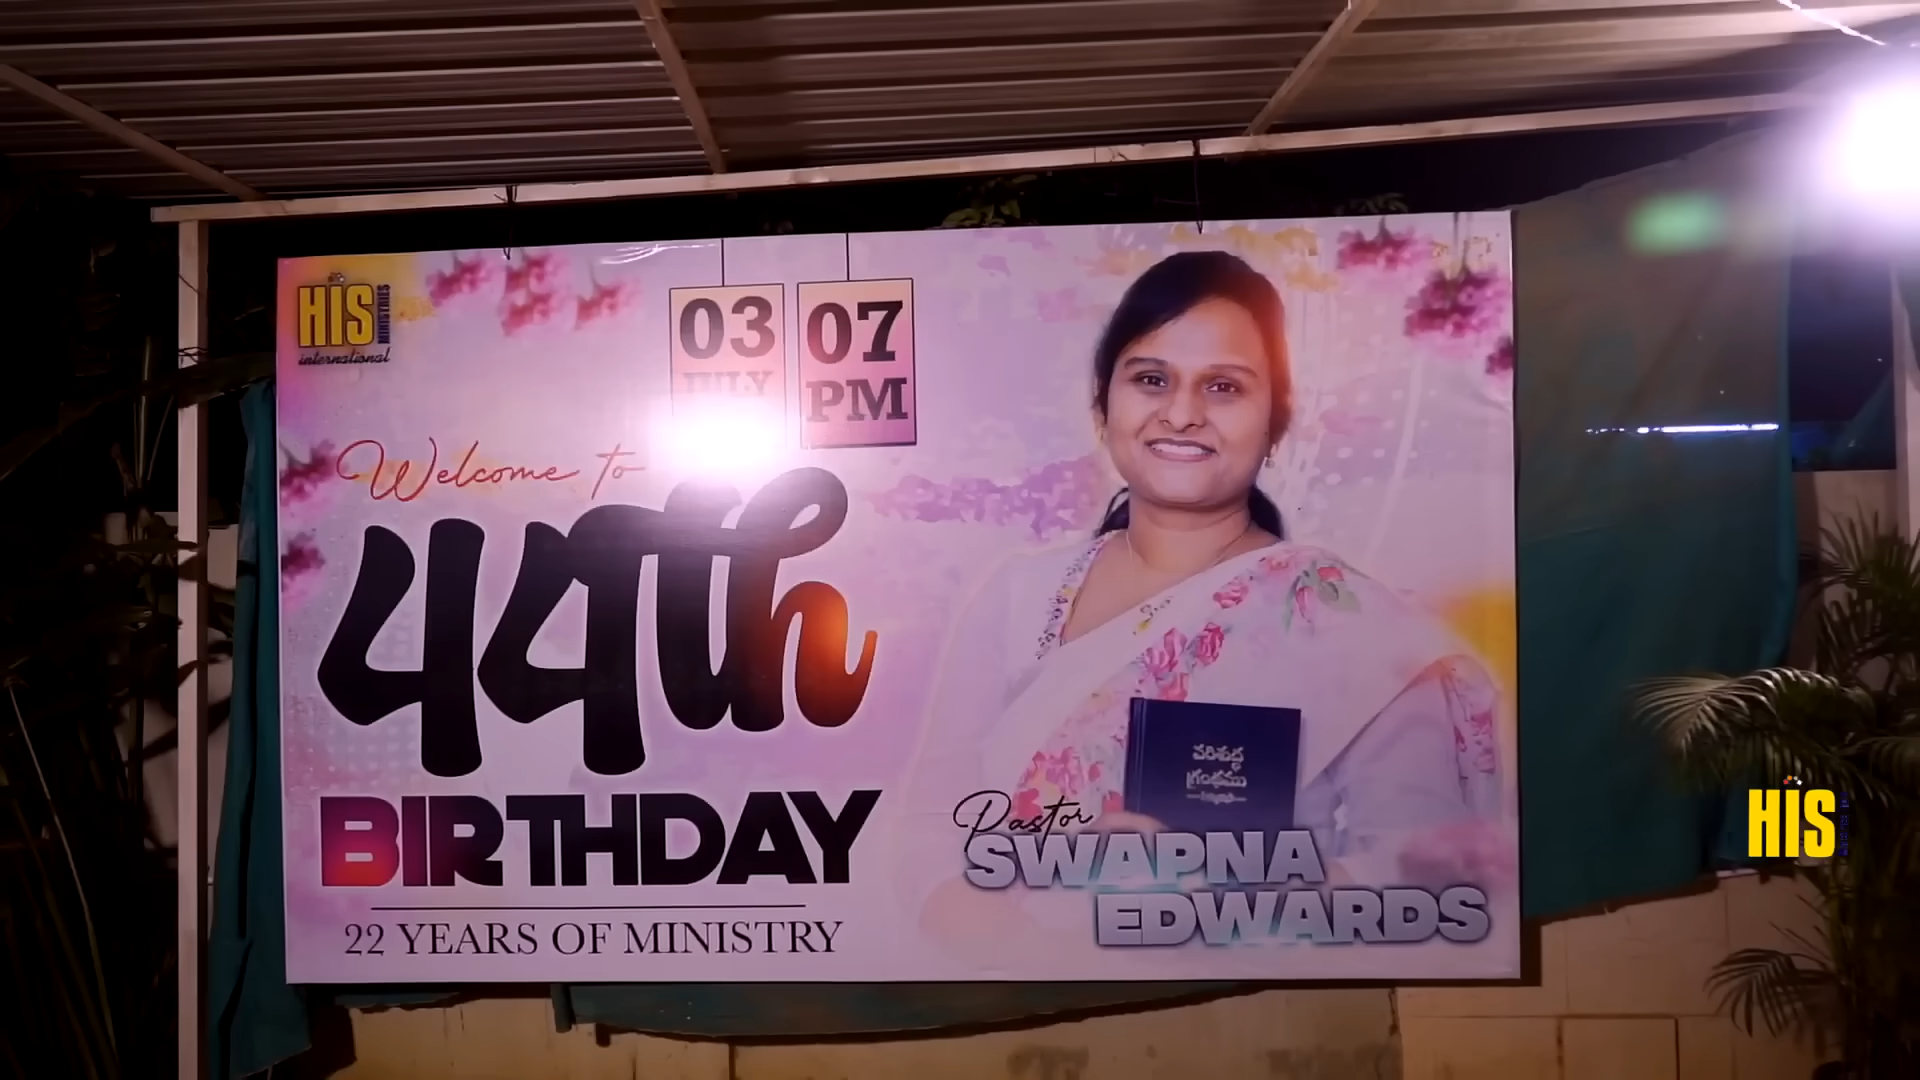 HIS
MINISTRIES
international
03
JULY
07
PM
Welcome to
44th
BIRTHDAY
22 YEARS OF MINISTRY
పరిశుద్ధ
గ్రంథము
Pastor
SWAPNA
EDWARDS
HIS